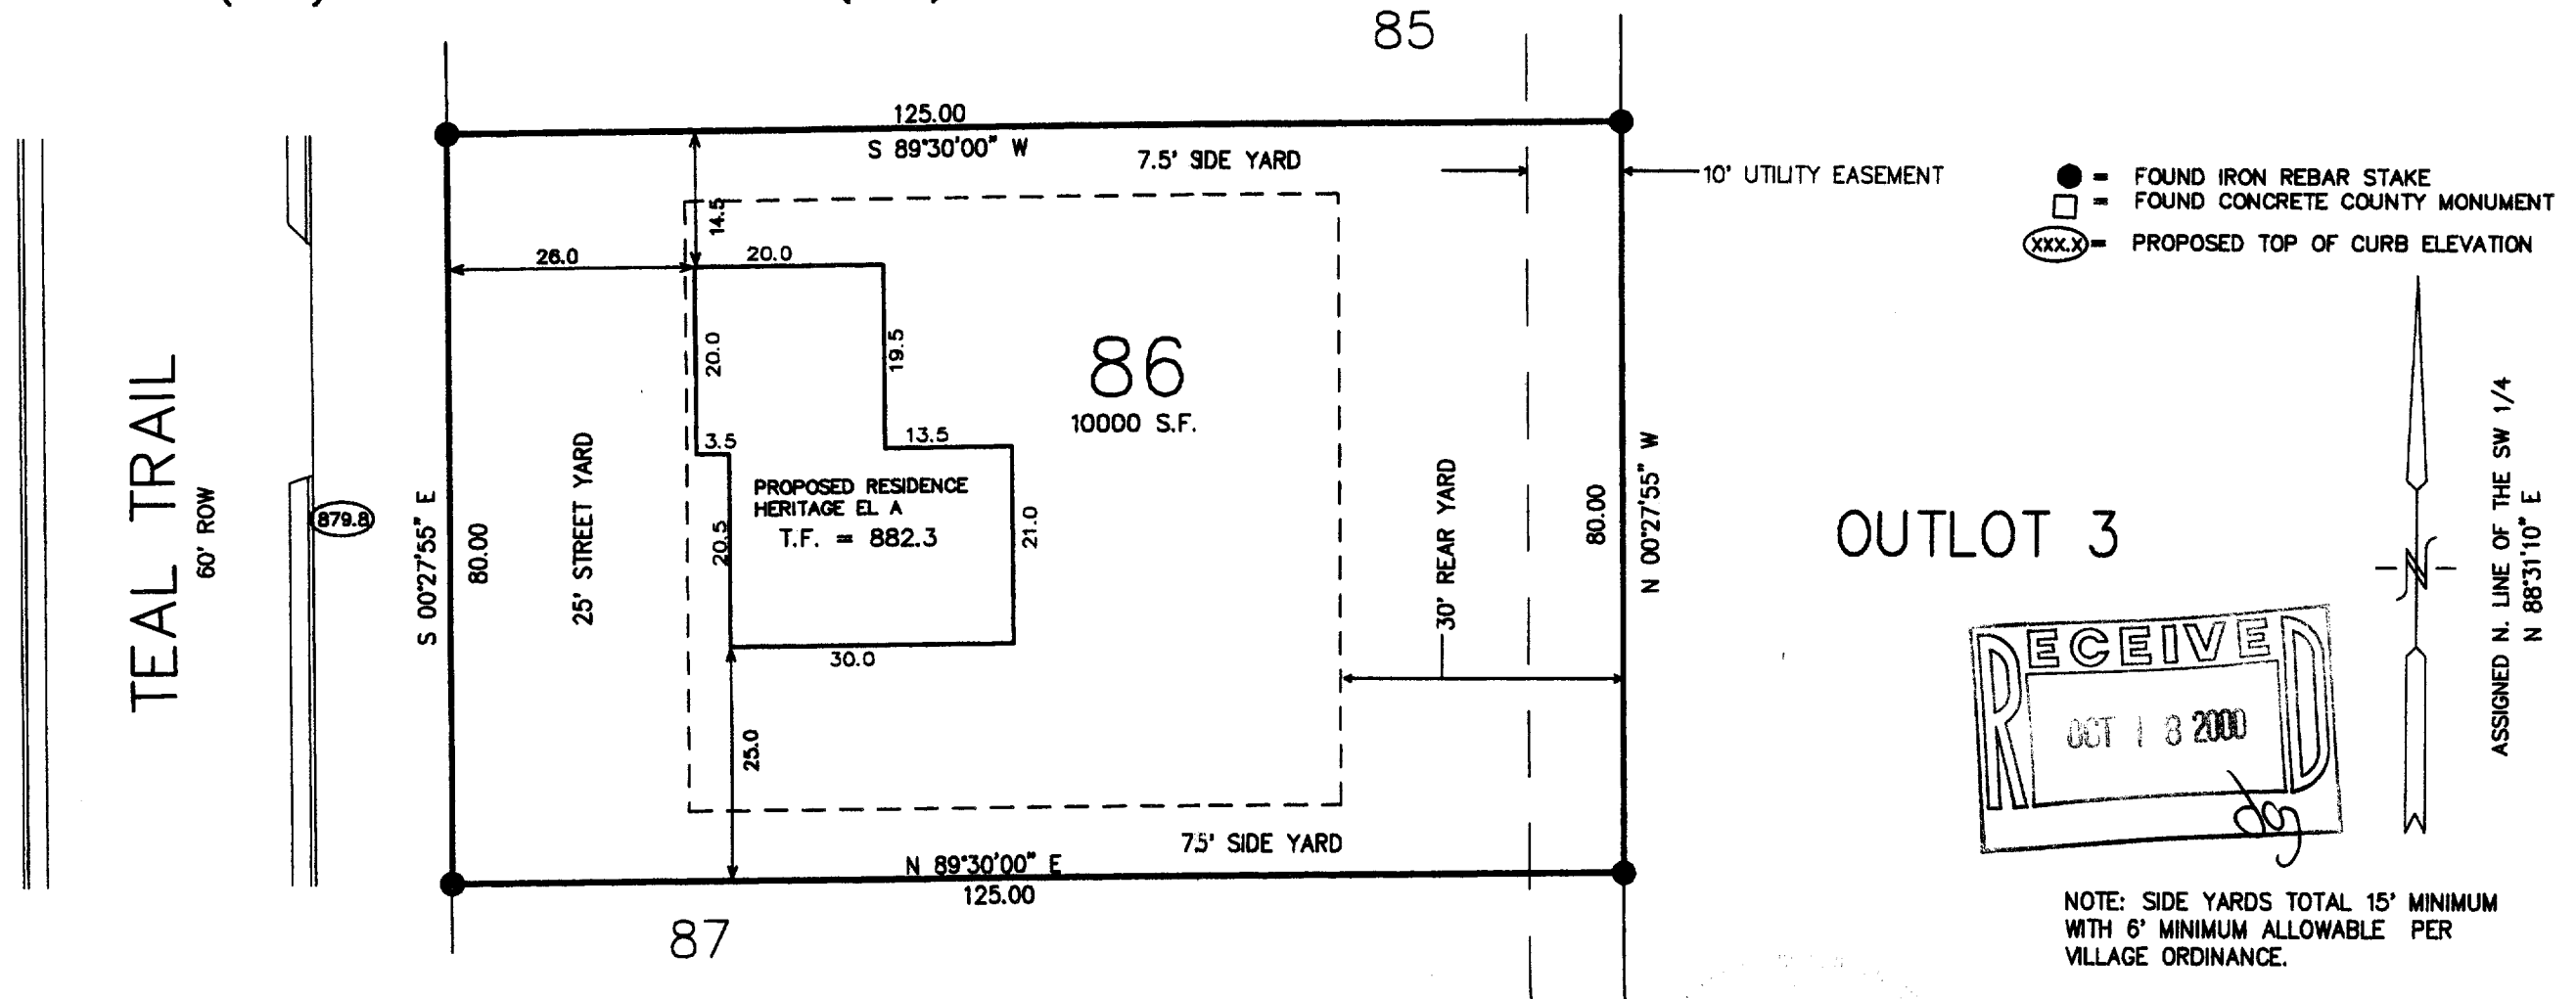 85
125.00
S 89°30'00" W
7.5' SIDE YARD
10' UTILITY EASEMENT
● = FOUND IRON REBAR STAKE
□ = FOUND CONCRETE COUNTY MONUMENT
XXX.X = PROPOSED TOP OF CURB ELEVATION
14.5
26.0
20.0
20.0
19.5
86
10000 S.F.
3.5
13.5
PROPOSED RESIDENCE
HERITAGE EL A
T.F. = 882.3
20.5
21.0
30.0
25.0
TEAL TRAIL
60' ROW
879.8
S 00°27'55" E
80.00
25' STREET YARD
30' REAR YARD
80.00
N 00°27'55" W
OUTLOT 3
N
ASSIGNED N. LINE OF THE SW 1/4
N 88°31'10" E
RECEIVED
OCT 18 2000
7.5' SIDE YARD
N 89°30'00" E
125.00
87
NOTE: SIDE YARDS TOTAL 15' MINIMUM
WITH 6' MINIMUM ALLOWABLE PER
VILLAGE ORDINANCE.